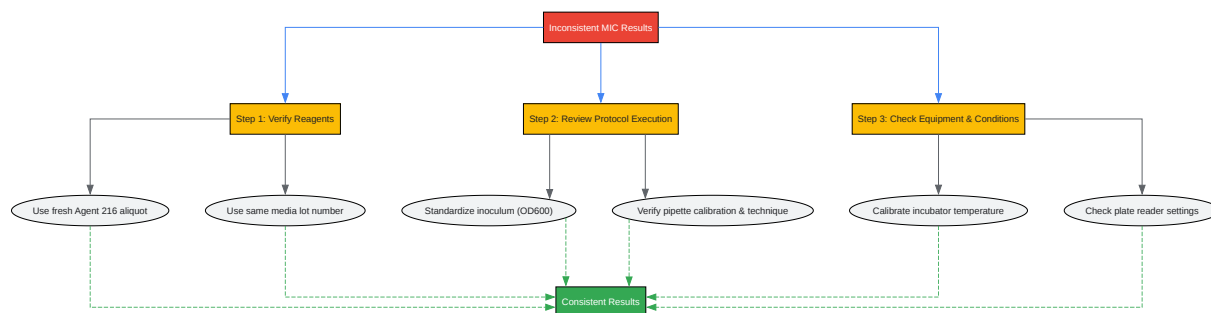 Inconsistent MIC Results
Step 1: Verify Reagents
Step 2: Review Protocol Execution
Step 3: Check Equipment & Conditions
Use fresh Agent 216 aliquot
Use same media lot number
Standardize inoculum (OD600)
Verify pipette calibration & technique
Calibrate incubator temperature
Check plate reader settings
Consistent Results